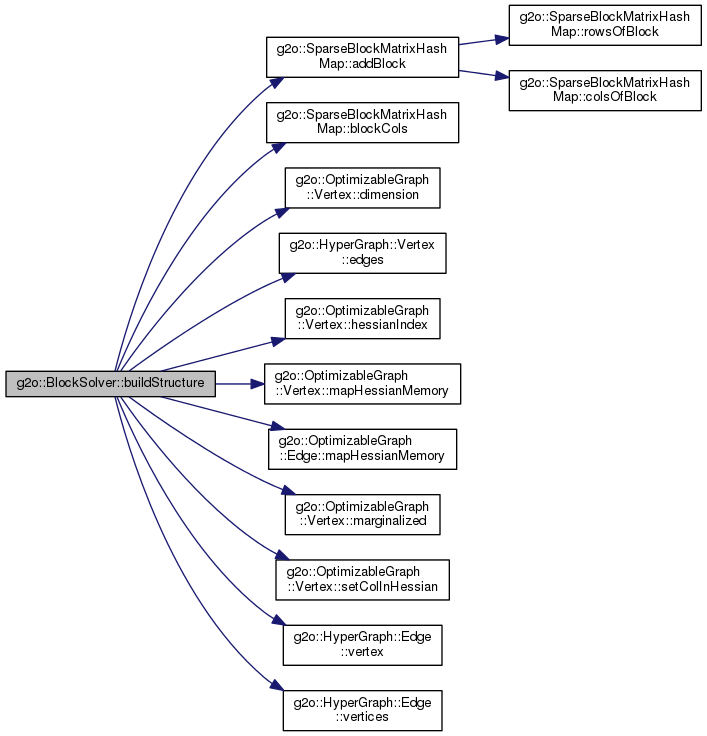 g2o::SparseBlockMatrixHash
Map::rowsOfBlock
g2o::SparseBlockMatrixHash
Map::addBlock
g2o::SparseBlockMatrixHash
Map::colsOfBlock
g2o::SparseBlockMatrixHash
Map::blockCols
g2o::OptimizableGraph
::Vertex::dimension
g2o::HyperGraph::Vertex
::edges
g2o::OptimizableGraph
::Vertex::hessianIndex
g2o::BlockSolver::buildStructure
g2o::OptimizableGraph
::Vertex::mapHessianMemory
g2o::OptimizableGraph
::Edge::mapHessianMemory
g2o::OptimizableGraph
::Vertex::marginalized
g2o::OptimizableGraph
::Vertex::setColInHessian
g2o::HyperGraph::Edge
::vertex
g2o::HyperGraph::Edge
::vertices